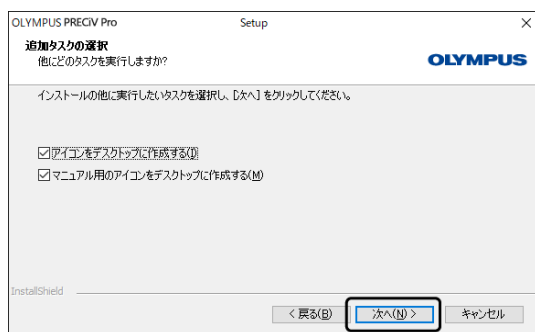 OLYMPUS PRECiV Pro Setup
追加タスクの選択
他にどのタスクを実行しますか?
OLYMPUS
インストールの他に実行したいタスクを選択し、[次へ] をクリックしてください。
アイコンをデスクトップに作成する(I)
マニュアル用のアイコンをデスクトップに作成する(M)
InstallShield
< 戻る(B) 次へ(N) > キャンセル